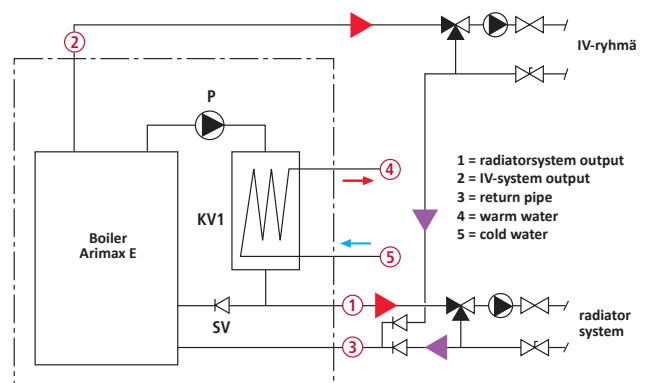 2
IV-ryhmä
P
1 = radiatorsystem output
2 = IV-system output
3 = return pipe
4 = warm water
5 = cold water
4
KV1
Boiler
Arimax E
5
1
SV
radiator
system
3